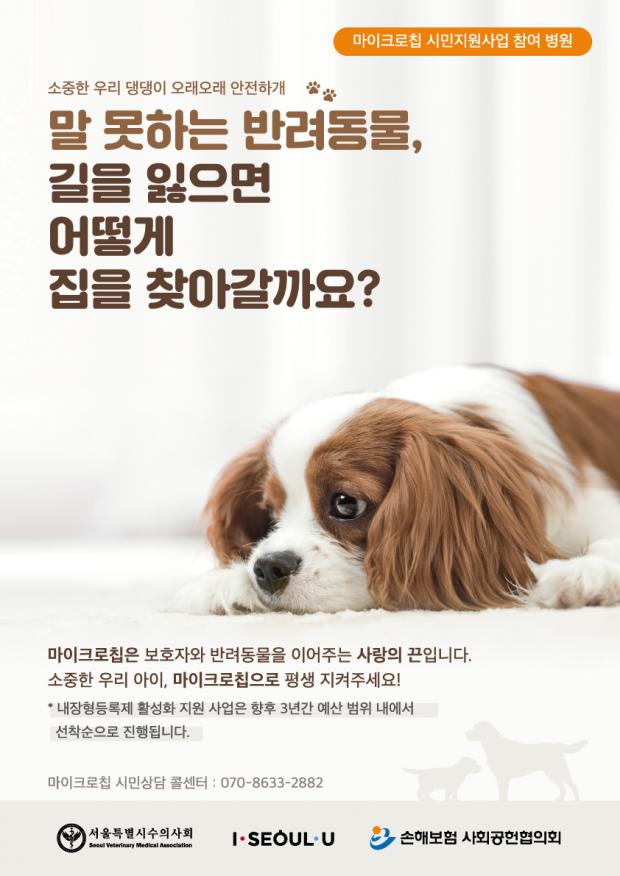 마이크로칩 시민지원사업 참여 병원
소중한 우리 댕댕이 오래오래 안전하개
말 못하는 반려동물,
길을 잃으면
어떻게
집을 찾아갈까요?
마이크로칩은 보호자와 반려동물을 이어주는 사랑의 끈입니다.
소중한 우리 아이, 마이크로칩으로 평생 지켜주세요!
* 내장형등록제 활성화 지원 사업은 향후 3년간 예산 범위 내에서
선착순으로 진행됩니다.
마이크로칩 시민상담 콜센터 : 070-8633-2882
서울특별시수의사회
Seoul Veterinary Medical Association
I·SEOUL·U
손해보험 사회공헌협의회